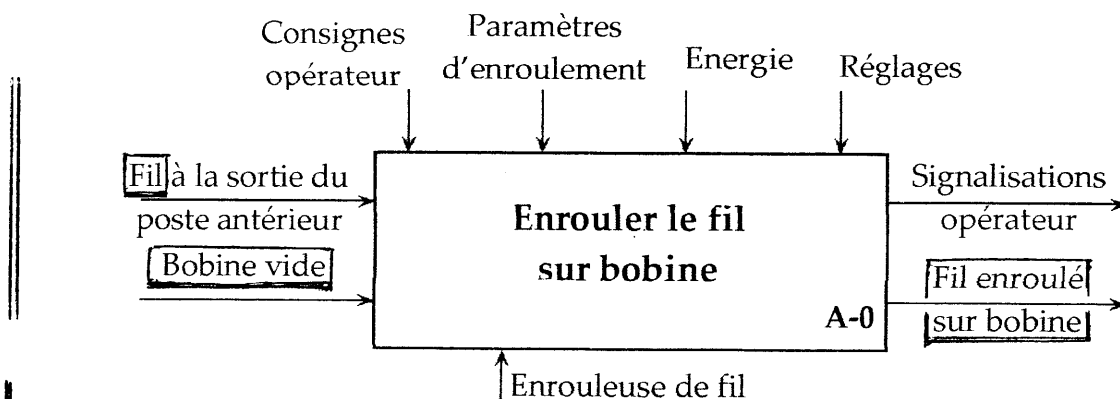 Consignes
opérateur
Paramètres
d'enroulement
Energie
Réglages
Fil à la sortie du
poste antérieur
Bobine vide
Enrouler le fil
sur bobine
A-0
Signalisations
opérateur
Fil enroulé
sur bobine
Enrouleuse de fil